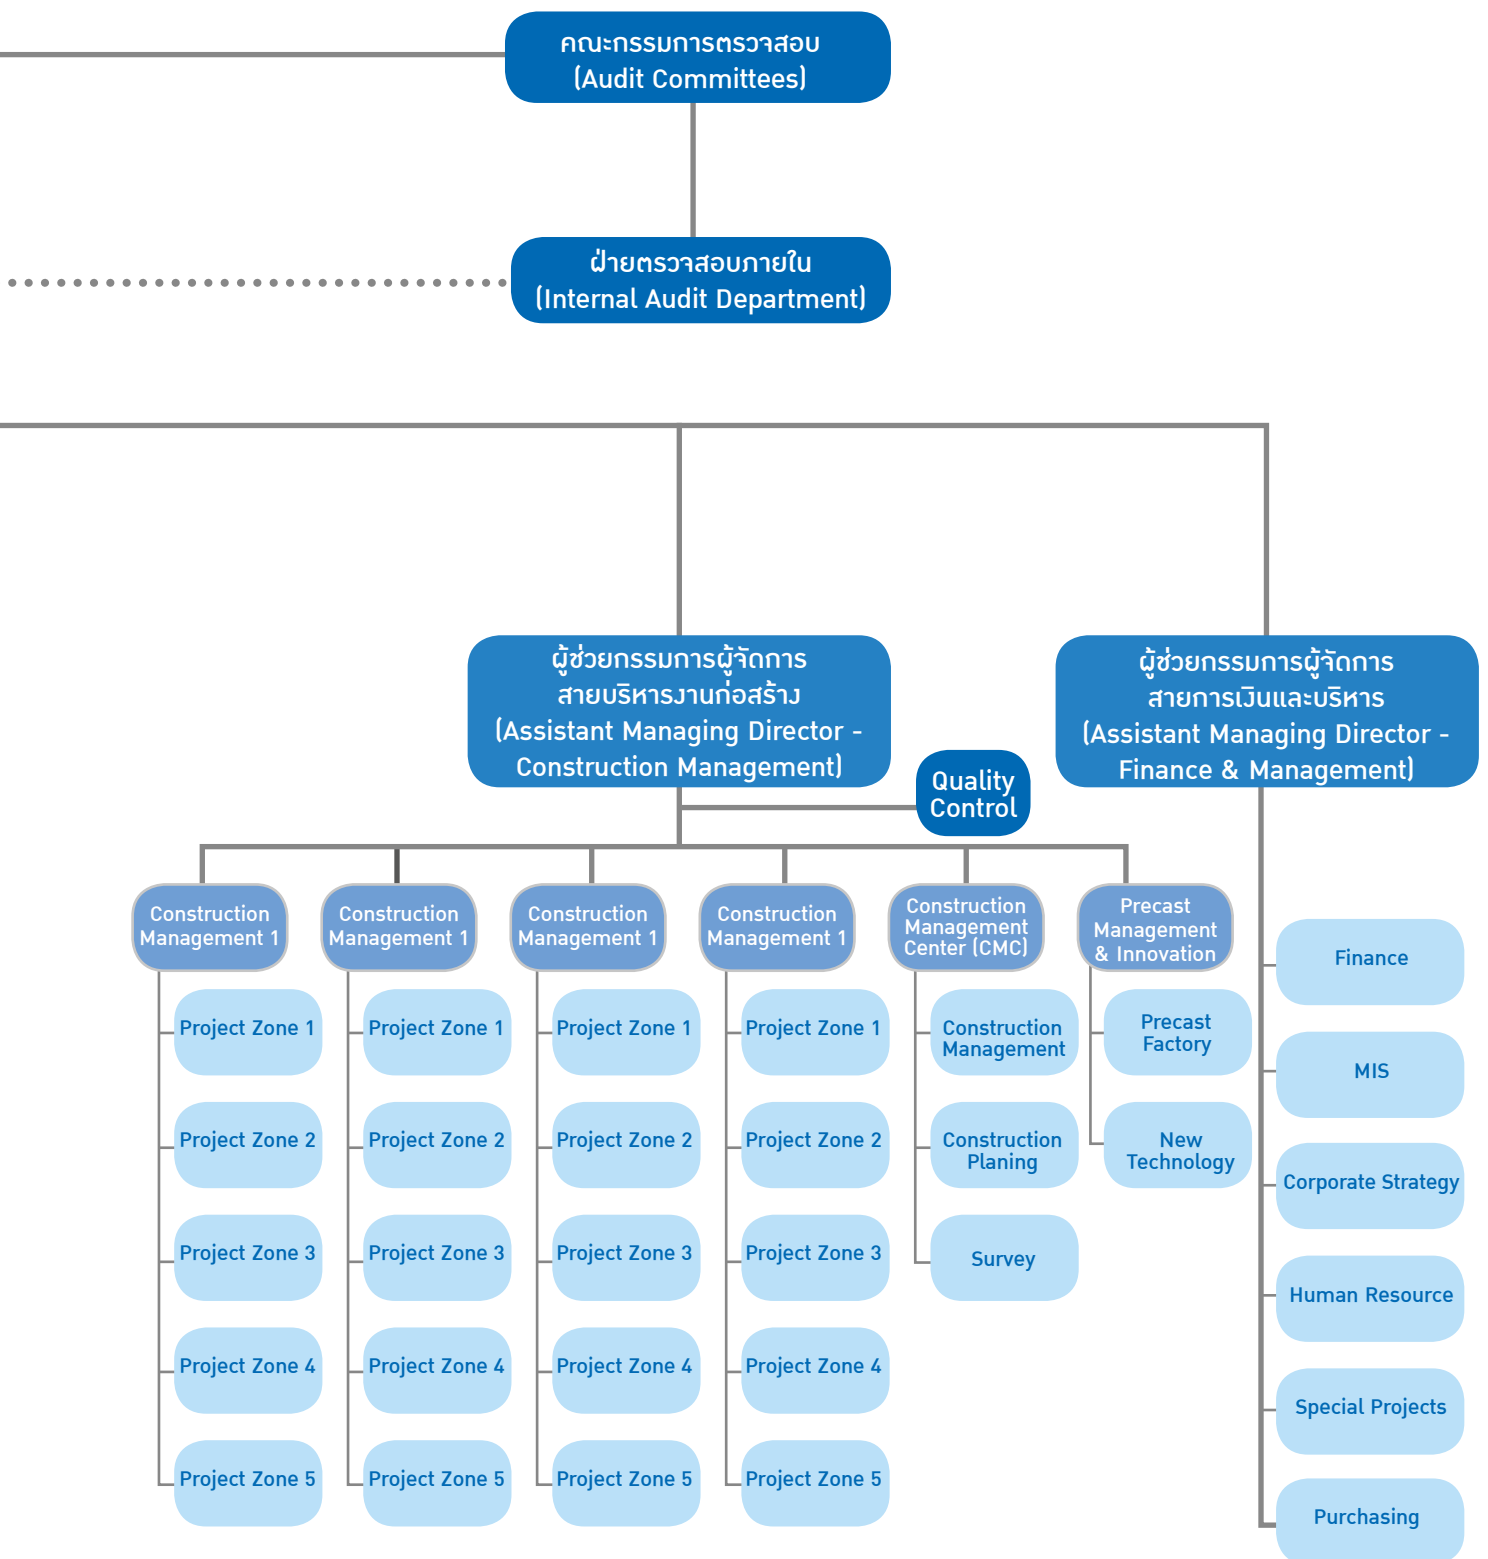 คณะกรรมการตรวจสอบ
(Audit Committees)
ฝ่ายตรวจสอบภายใน
(Internal Audit Department)
ผู้ช่วยกรรมการผู้จัดการ
สายบริหารงานก่อสร้าง
(Assistant Managing Director -
Construction Management)
ผู้ช่วยกรรมการผู้จัดการ
สายการเงินและบริหาร
(Assistant Managing Director -
Finance & Management)
Quality
Control
Construction
Management 1
Construction
Management 1
Construction
Management 1
Construction
Management 1
Construction
Management
Center (CMC)
Precast
Management
& Innovation
Project Zone 1
Project Zone 2
Project Zone 3
Project Zone 4
Project Zone 5
Project Zone 1
Project Zone 2
Project Zone 3
Project Zone 4
Project Zone 5
Project Zone 1
Project Zone 2
Project Zone 3
Project Zone 4
Project Zone 5
Project Zone 1
Project Zone 2
Project Zone 3
Project Zone 4
Project Zone 5
Construction
Management
Construction
Planing
Survey
Precast
Factory
New
Technology
Finance
MIS
Corporate Strategy
Human Resource
Special Projects
Purchasing